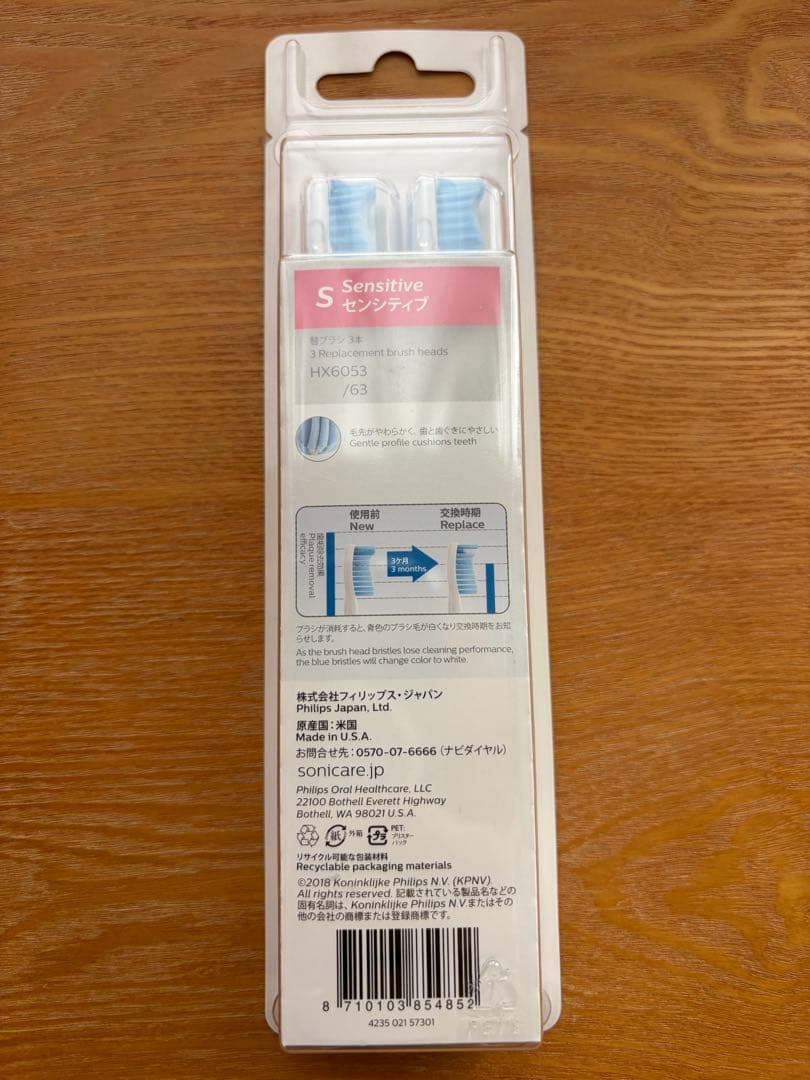 S Sensitive
センシティブ
替ブラシ 3本
3 Replacement brush heads
HX6053
/63
毛先がやわらかく、歯と歯ぐきにやさしい
Gentle profile cushions teeth
使用前
New
交換時期
Replace
歯垢除去効果
Plaque removal
efficacy
3ケ月
3 months
ブラシが消耗すると、青色のブラシ毛が白くなり交換時期をお知
らせします。
As the brush head bristles lose cleaning performance,
the blue bristles will change color to white.
株式会社フィリップス・ジャパン
Philips Japan, Ltd.
原産国：米国
Made in U.S.A.
お問合せ先：0570-07-6666（ナビダイヤル）
sonicare.jp
Philips Oral Healthcare, LLC
22100 Bothell Everett Highway
Bothell, WA 98021 U.S.A.
紙 外箱 プラ PET:
ブリスター
パック
リサイクル可能な包装材料
Recyclable packaging materials
©2018 Koninklijke Philips N.V. (KPNV).
All rights reserved. 記載されている製品名などの
固有名詞は、Koninklijke Philips N.V.またはその
他の会社の商標または登録商標です。
8 710103 854852
4235 021 57301